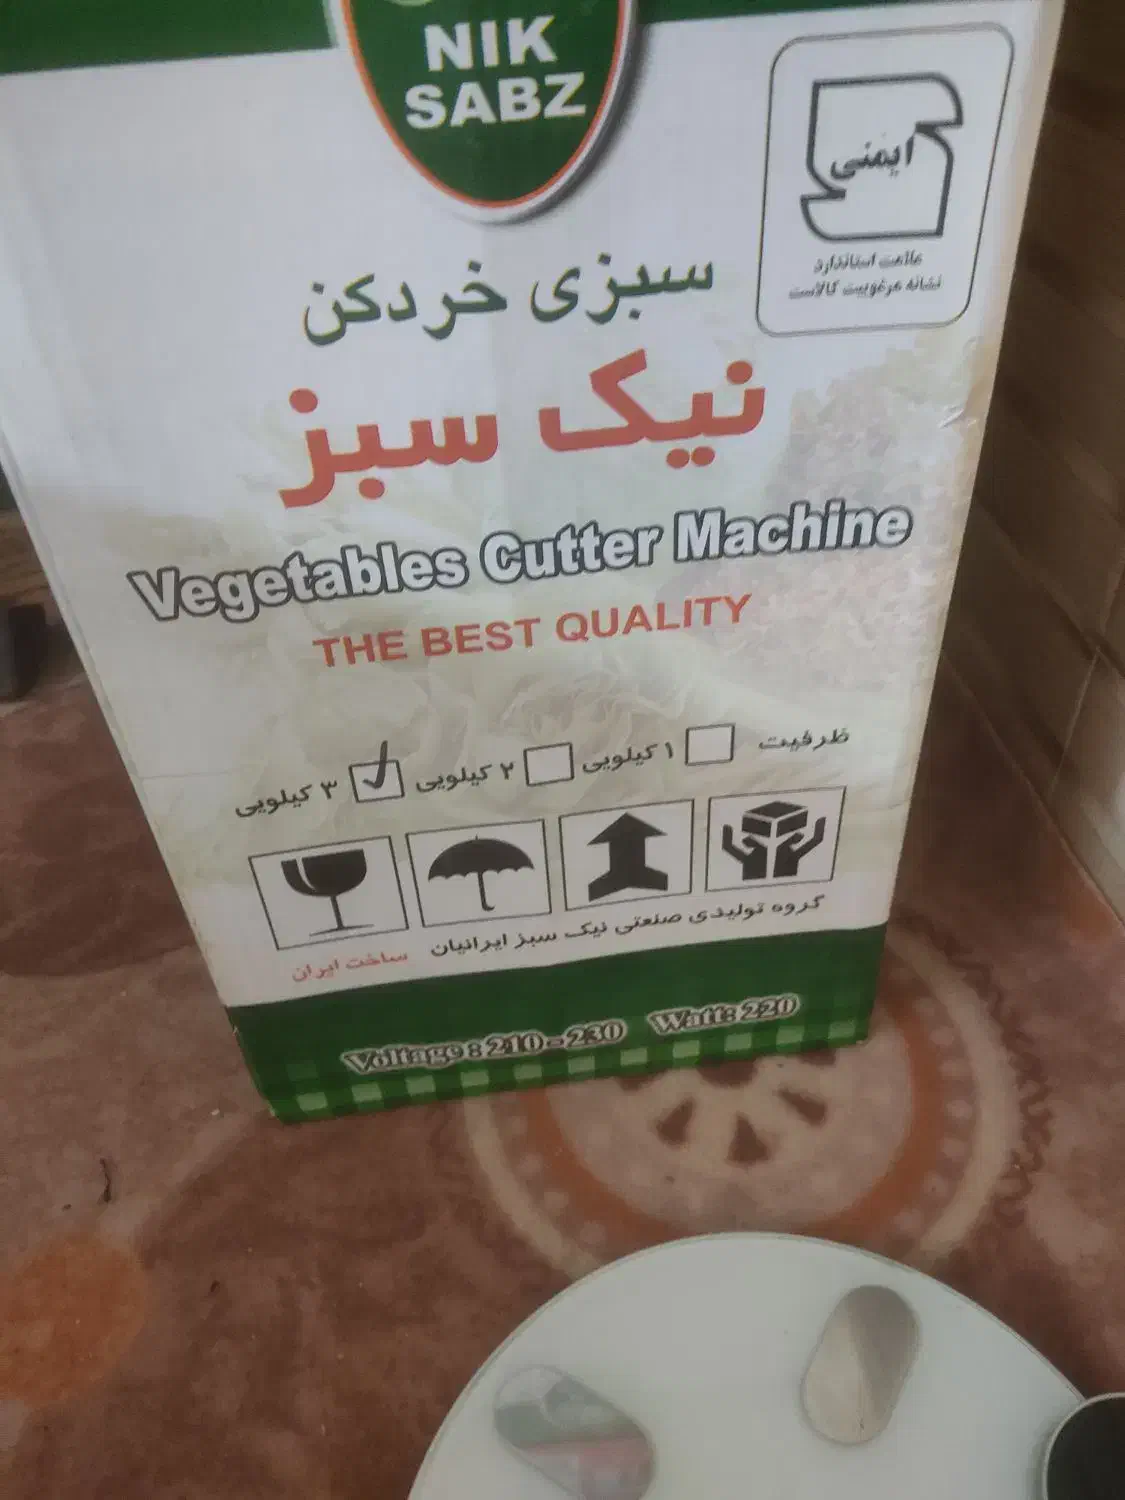 NIK
SABZ
ایمنی
علامت استاندارد
نشانه مرغوبیت کالاست
سبزی خردکن
نیک سبز
Vegetables Cutter Machine
THE BEST QUALITY
ظرفیت ۱ کیلویی ۲ کیلویی ۳ کیلویی
گروه تولیدی صنعتی نیک سبز ایرانیان ساخت ایران
Voltage : 210 - 230 Watt: 220